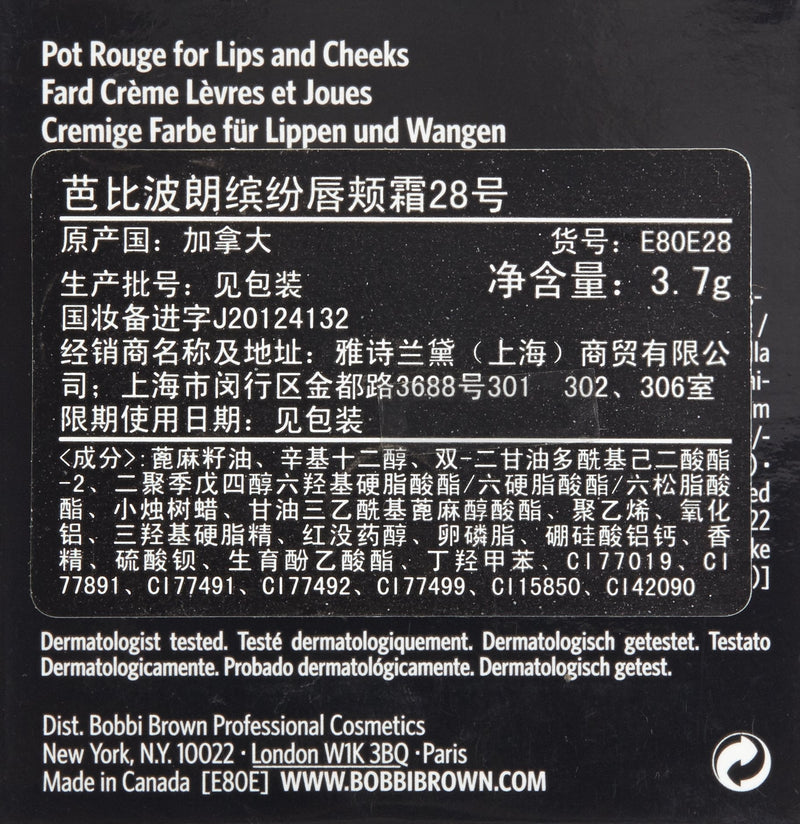 Pot Rouge for Lips and Cheeks
Fard Crème Lèvres et Joues
Cremige Farbe für Lippen und Wangen
芭比波朗缤纷唇颊霜28号
原产国：加拿大 货号：E80E28
生产批号：见包装 净含量：3.7g
国妆备进字J20124132
经销商名称及地址：雅诗兰黛（上海）商贸有限公
司；上海市闵行区金都路3688号301 302、306室
限期使用日期：见包装
<成分>:蓖麻籽油、辛基十二醇、双-二甘油多酰基己二酸酯
-2、二聚季戊四醇六羟基硬脂酸酯/六硬脂酸酯/六松脂酸
酯、小烛树蜡、甘油三乙酰基蓖麻醇酸酯、聚乙烯、氧化
铝、三羟基硬脂精、红没药醇、卵磷脂、硼硅酸铝钙、香
精、硫酸钡、生育酚乙酸酯、丁羟甲苯、CI77019、CI
77891、CI77491、CI77492、CI77499、CI15850、CI42090
la
m
ed
22
ke
)]
Dermatologist tested. Testé dermatologiquement. Dermatologisch getestet. Testato
Dermatologicamente. Probado dermatológicamente. Dermatologisch getest.
Dist. Bobbi Brown Professional Cosmetics
New York, N.Y. 10022 · London W1K 3BQ · Paris
Made in Canada [E80E] WWW.BOBBIBROWN.COM